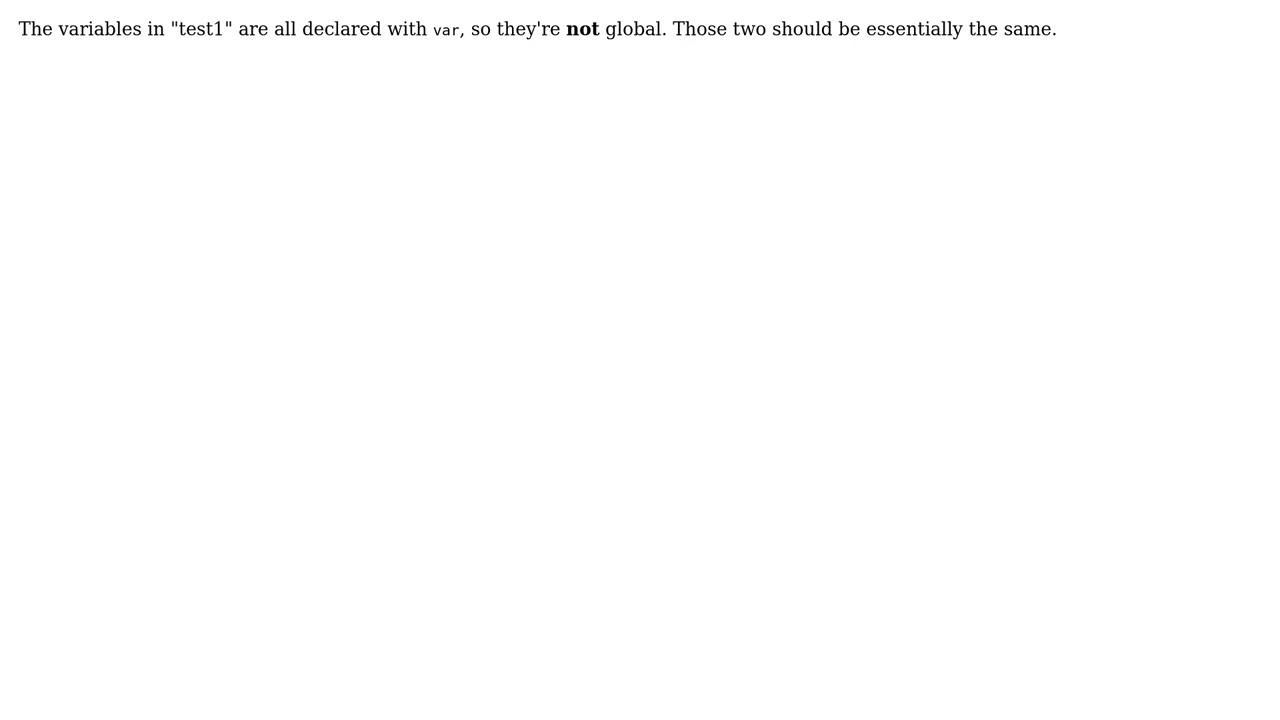 The variables in "test1" are all declared with var, so they're not global. Those two should be essentially the same.